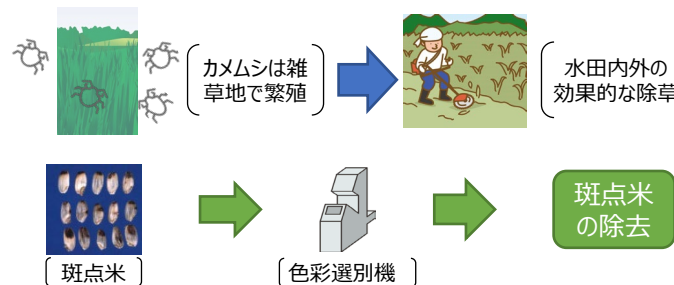 カメムシは雑
草地で繁殖
水田内外の
効果的な除草
斑点米
色彩選別機
斑点米
の除去